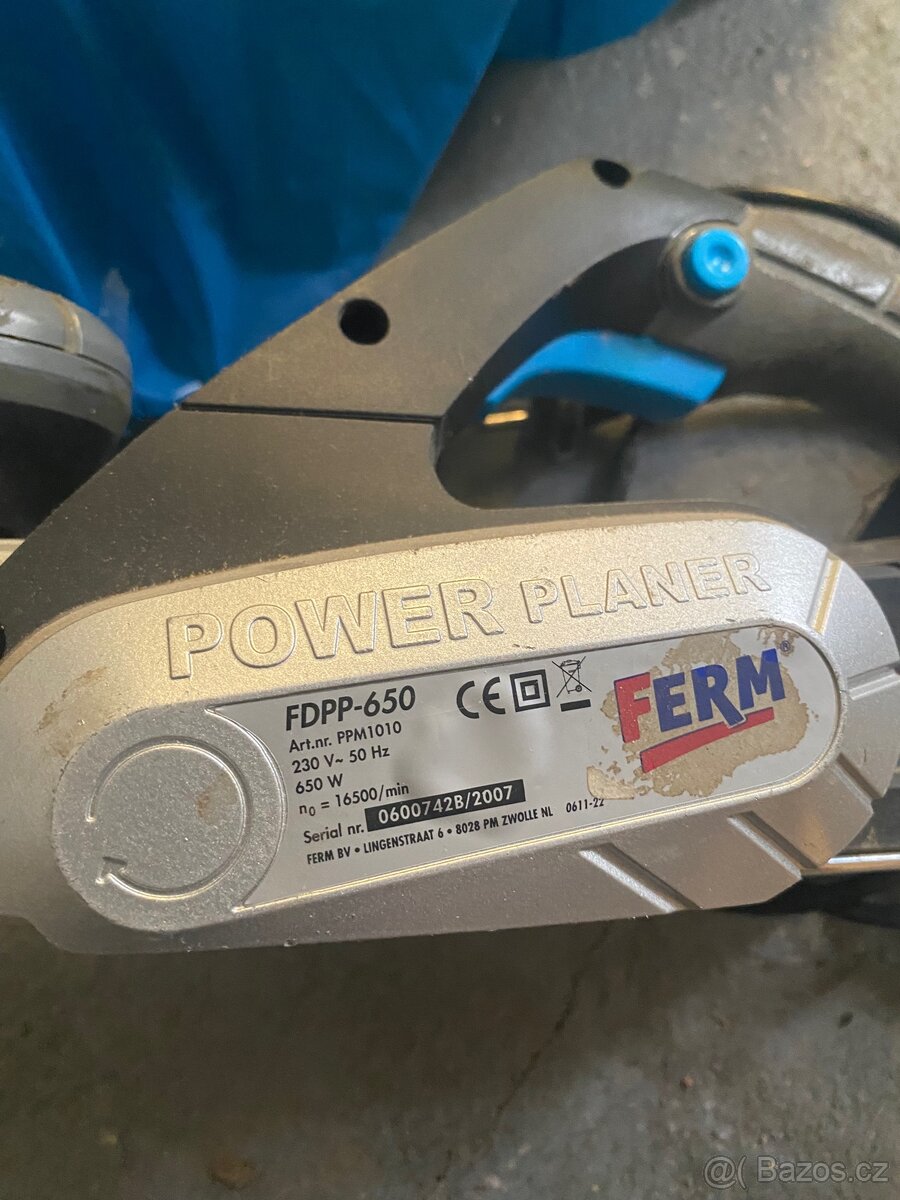 POWER PLANER
FDPP-650
CE
FERM®
Art.nr. PPM1010
230 V~ 50 Hz
650 W
n0 = 16500/min
Serial nr. 0600742B/2007
FERM BV • LINGENSTRAAT 6 • 8028 PM ZWOLLE NL 0611-22
@( Bazos.cz